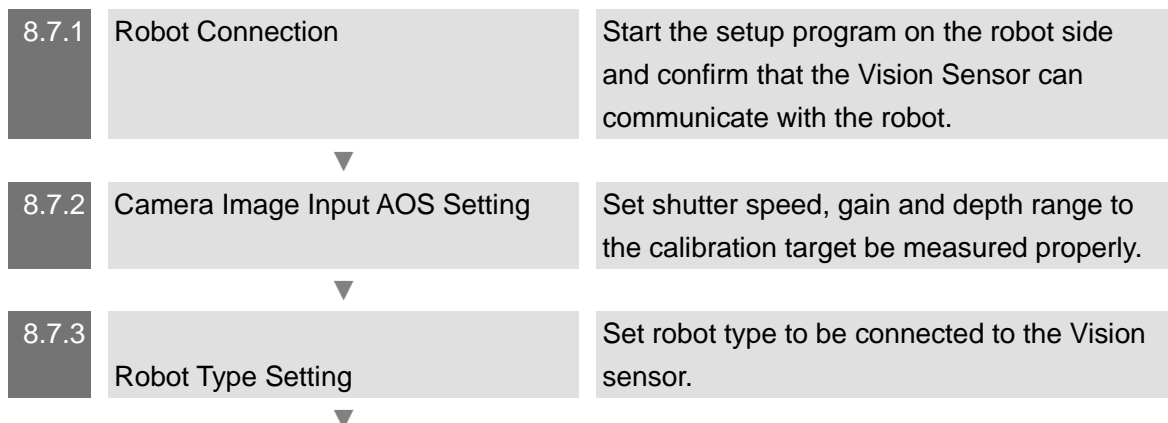 8.7.1 Robot Connection Start the setup program on the robot side
and confirm that the Vision Sensor can
communicate with the robot.
▼
8.7.2 Camera Image Input AOS Setting Set shutter speed, gain and depth range to
the calibration target be measured properly.
▼
8.7.3 Set robot type to be connected to the Vision
Robot Type Setting sensor.
▼